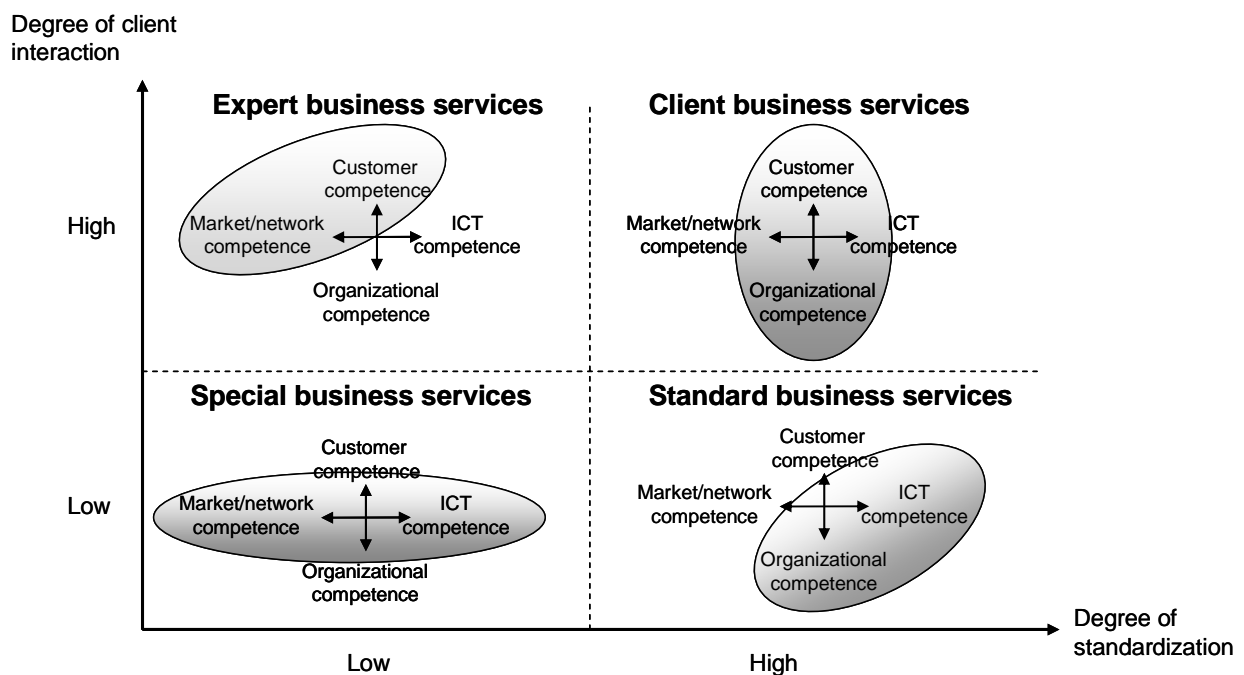 Degree of client
interaction
Expert business services
Client business services
Customer
competence
Market/network
competence
ICT
competence
Organizational
competence
Customer
competence
Market/network
competence
ICT
competence
Organizational
competence
High
Special business services
Standard business services
Customer
competence
Market/network
competence
ICT
competence
Organizational
competence
Customer
competence
Market/network
competence
ICT
competence
Organizational
competence
Low
Degree of
standardization
Low
High